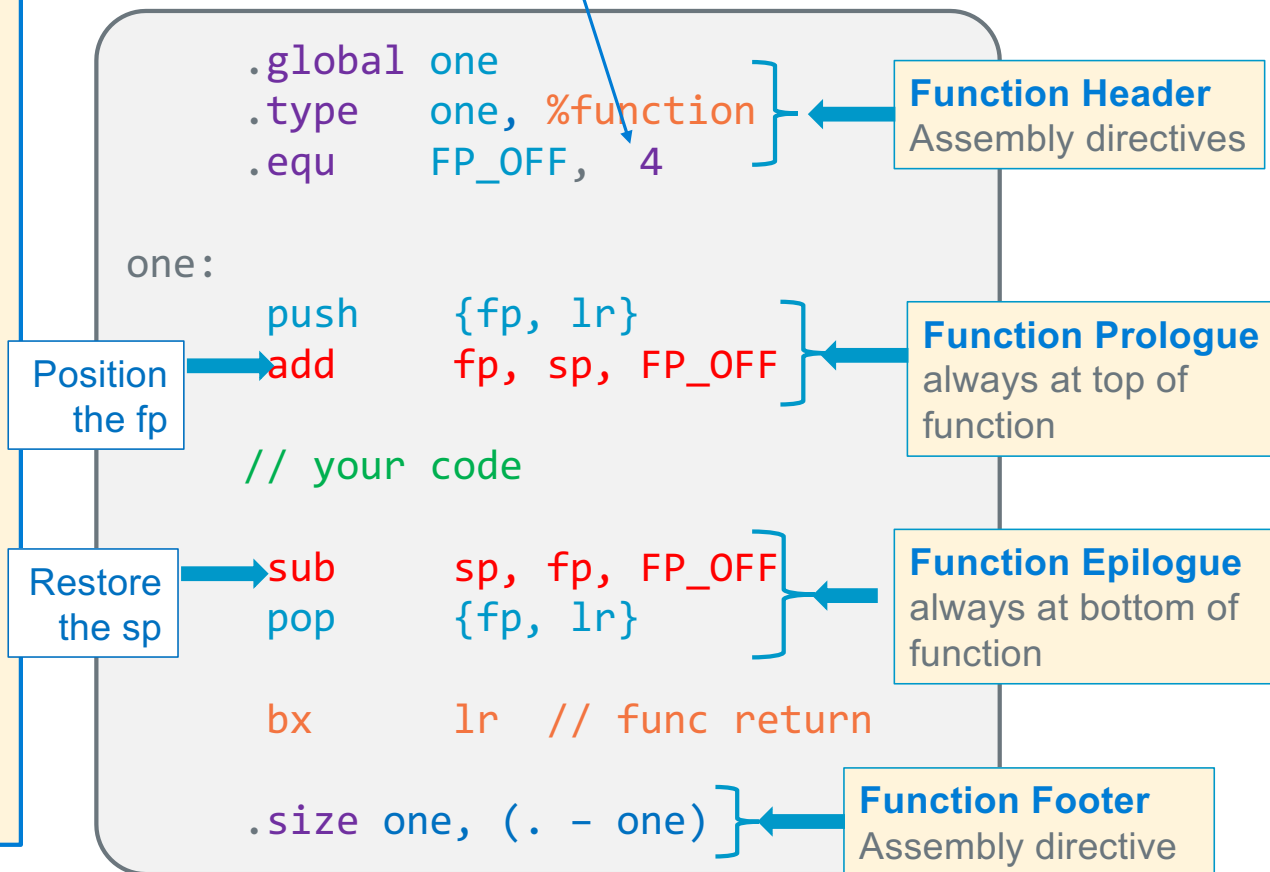 .global one
.type one, %function
.equ FP_OFF, 4
Function Header
Assembly directives
one:
push {fp, lr}
add fp, sp, FP_OFF
Position
the fp
Function Prologue
always at top of
function
// your code
sub sp, fp, FP_OFF
pop {fp, lr}
Restore
the sp
Function Epilogue
always at bottom of
function
bx lr // func return
.size one, (. – one)
Function Footer
Assembly directive